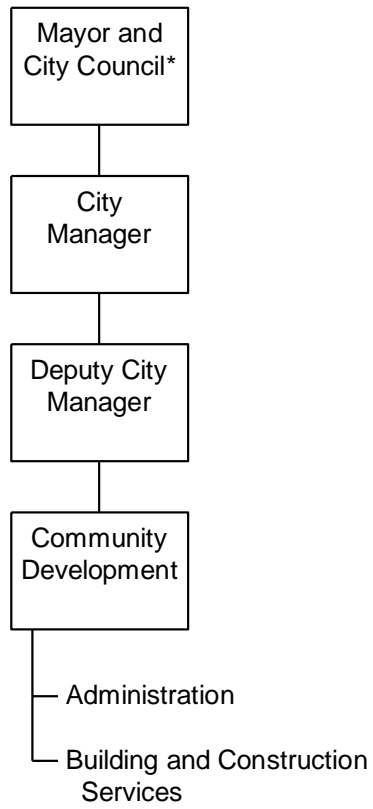 Mayor and
City Council*
City
Manager
Deputy City
Manager
Community
Development
Administration
Building and Construction
Services